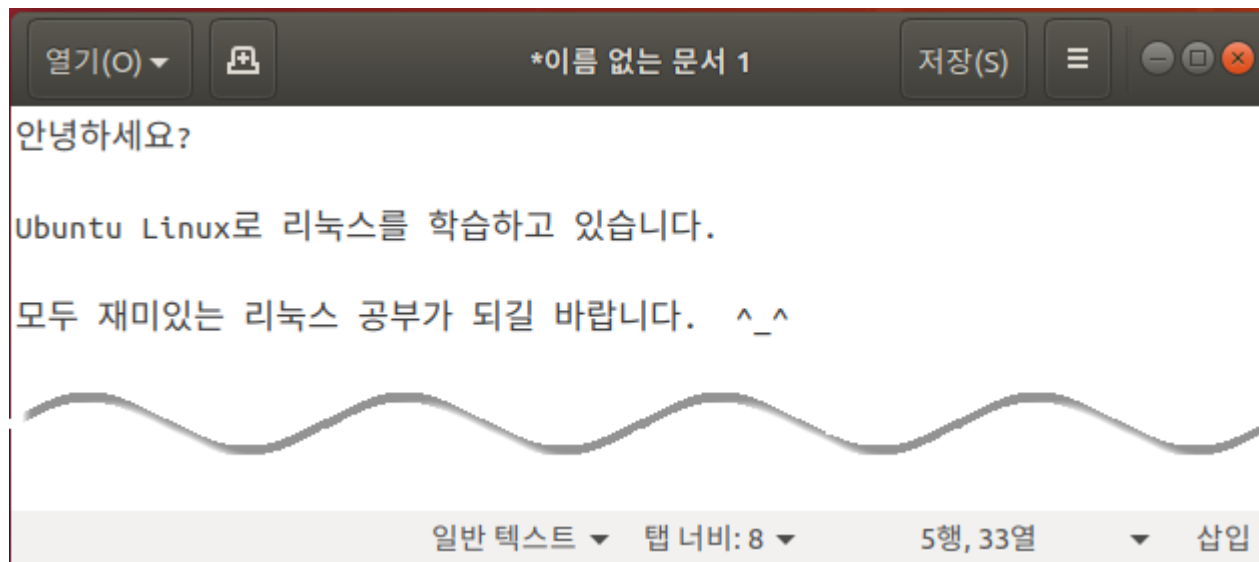 열기(O) *이름 없는 문서 1 저장(S)
안녕하세요?
Ubuntu Linux로 리눅스를 학습하고 있습니다.
모두 재미있는 리눅스 공부가 되길 바랍니다. ^_^
일반 텍스트 탭 너비: 8 5행, 33열 삽입